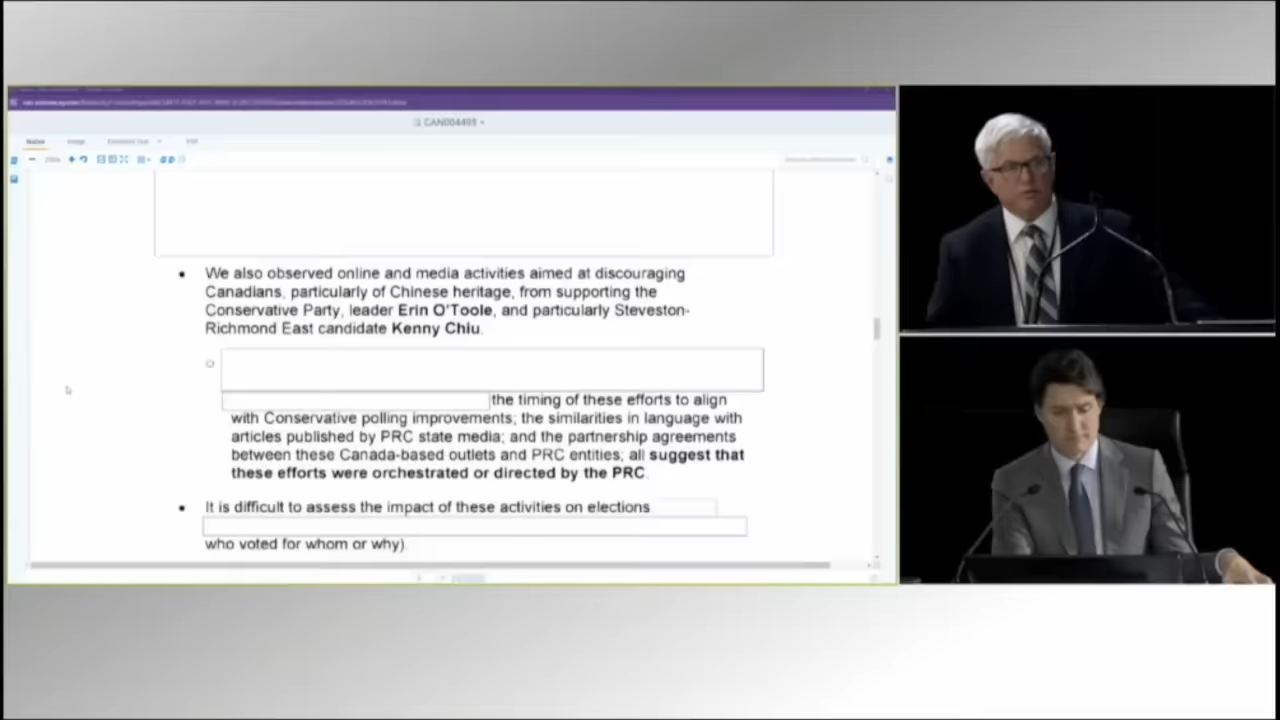 CAN004495
Native
Image
Extracted Text
PDF
We also observed online and media activities aimed at discouraging
Canadians, particularly of Chinese heritage, from supporting the
Conservative Party, leader Erin O'Toole, and particularly Steveston-
Richmond East candidate Kenny Chiu.
the timing of these efforts to align
with Conservative polling improvements; the similarities in language with
articles published by PRC state media; and the partnership agreements
between these Canada-based outlets and PRC entities; all suggest that
these efforts were orchestrated or directed by the PRC.
It is difficult to assess the impact of these activities on elections
who voted for whom or why).